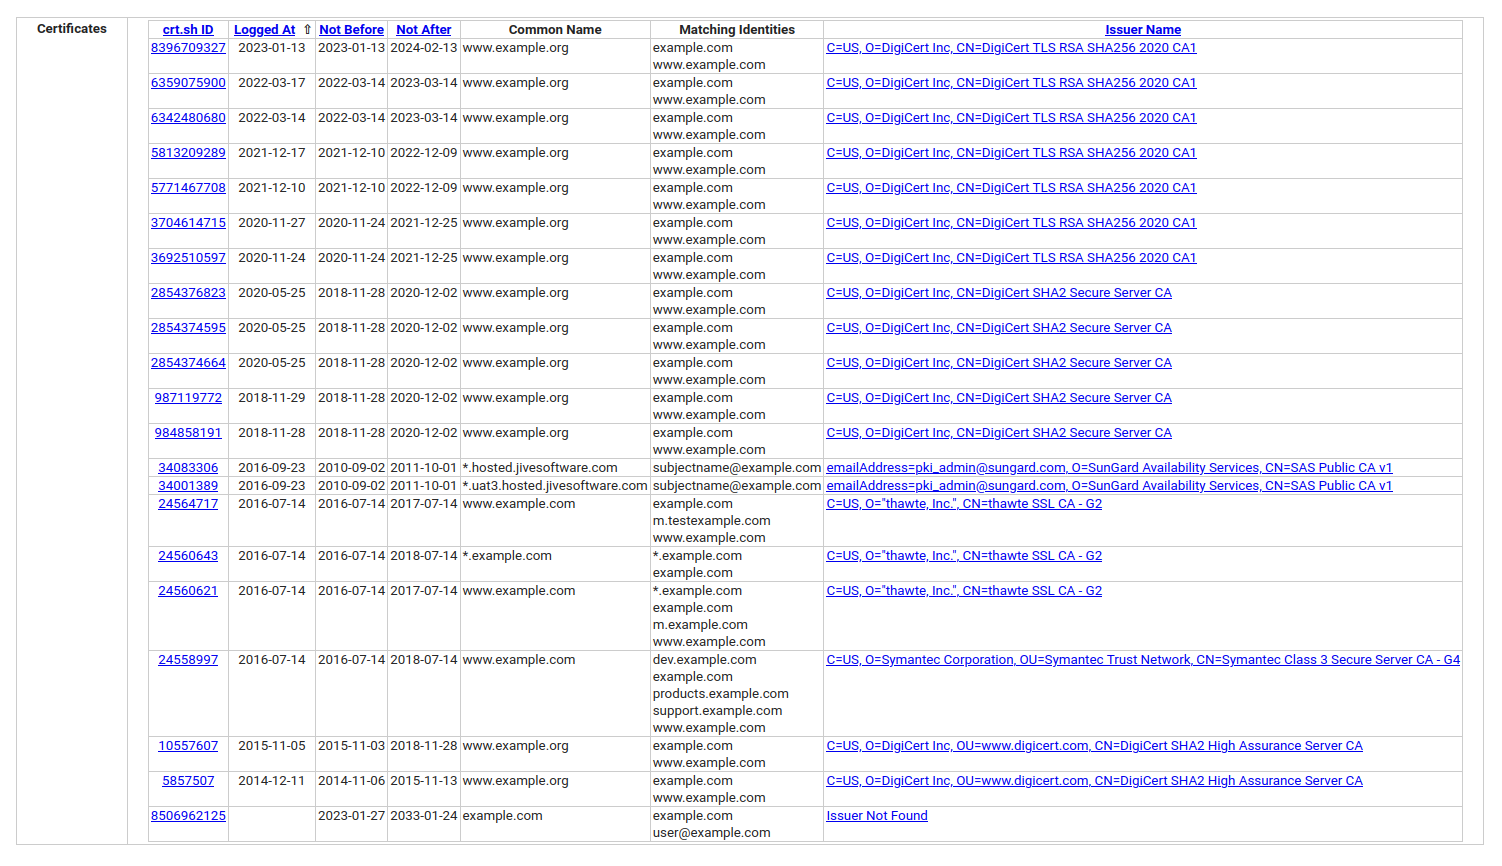 Certificates
crt.sh ID Logged At ⇧ Not Before Not After Common Name Matching Identities Issuer Name
8396709327 2023-01-13 2023-01-13 2024-02-13 www.example.org example.com C=US, O=DigiCert Inc, CN=DigiCert TLS RSA SHA256 2020 CA1
www.example.com
6359075900 2022-03-17 2022-03-14 2023-03-14 www.example.org example.com C=US, O=DigiCert Inc, CN=DigiCert TLS RSA SHA256 2020 CA1
www.example.com
6342480680 2022-03-14 2022-03-14 2023-03-14 www.example.org example.com C=US, O=DigiCert Inc, CN=DigiCert TLS RSA SHA256 2020 CA1
www.example.com
5813209289 2021-12-17 2021-12-10 2022-12-09 www.example.org example.com C=US, O=DigiCert Inc, CN=DigiCert TLS RSA SHA256 2020 CA1
www.example.com
5771467708 2021-12-10 2021-12-10 2022-12-09 www.example.org example.com C=US, O=DigiCert Inc, CN=DigiCert TLS RSA SHA256 2020 CA1
www.example.com
3704614715 2020-11-27 2020-11-24 2021-12-25 www.example.org example.com C=US, O=DigiCert Inc, CN=DigiCert TLS RSA SHA256 2020 CA1
www.example.com
3692510597 2020-11-24 2020-11-24 2021-12-25 www.example.org example.com C=US, O=DigiCert Inc, CN=DigiCert TLS RSA SHA256 2020 CA1
www.example.com
2854376823 2020-05-25 2018-11-28 2020-12-02 www.example.org example.com C=US, O=DigiCert Inc, CN=DigiCert SHA2 Secure Server CA
www.example.com
2854374595 2020-05-25 2018-11-28 2020-12-02 www.example.org example.com C=US, O=DigiCert Inc, CN=DigiCert SHA2 Secure Server CA
www.example.com
2854374664 2020-05-25 2018-11-28 2020-12-02 www.example.org example.com C=US, O=DigiCert Inc, CN=DigiCert SHA2 Secure Server CA
www.example.com
987119772 2018-11-29 2018-11-28 2020-12-02 www.example.org example.com C=US, O=DigiCert Inc, CN=DigiCert SHA2 Secure Server CA
www.example.com
984858191 2018-11-28 2018-11-28 2020-12-02 www.example.org example.com C=US, O=DigiCert Inc, CN=DigiCert SHA2 Secure Server CA
www.example.com
34083306 2016-09-23 2010-09-02 2011-10-01 *.hosted.jivesoftware.com subjectname@example.com emailAddress=pki_admin@sungard.com, O=SunGard Availability Services, CN=SAS Public CA v1
34001389 2016-09-23 2010-09-02 2011-10-01 *.uat3.hosted.jivesoftware.com subjectname@example.com emailAddress=pki_admin@sungard.com, O=SunGard Availability Services, CN=SAS Public CA v1
24564717 2016-07-14 2016-07-14 2017-07-14 www.example.com example.com C=US, O="thawte, Inc.", CN=thawte SSL CA - G2
m.testexample.com
www.example.com
24560643 2016-07-14 2016-07-14 2018-07-14 *.example.com *.example.com C=US, O="thawte, Inc.", CN=thawte SSL CA - G2
example.com
24560621 2016-07-14 2016-07-14 2017-07-14 www.example.com *.example.com C=US, O="thawte, Inc.", CN=thawte SSL CA - G2
example.com
m.example.com
www.example.com
24558997 2016-07-14 2016-07-14 2018-07-14 www.example.com dev.example.com C=US, O=Symantec Corporation, OU=Symantec Trust Network, CN=Symantec Class 3 Secure Server CA - G4
example.com
products.example.com
support.example.com
www.example.com
10557607 2015-11-05 2015-11-03 2018-11-28 www.example.org example.com C=US, O=DigiCert Inc, OU=www.digicert.com, CN=DigiCert SHA2 High Assurance Server CA
www.example.com
5857507 2014-12-11 2014-11-06 2015-11-13 www.example.org example.com C=US, O=DigiCert Inc, OU=www.digicert.com, CN=DigiCert SHA2 High Assurance Server CA
www.example.com
8506962125 2023-01-27 2033-01-24 example.com example.com Issuer Not Found
user@example.com